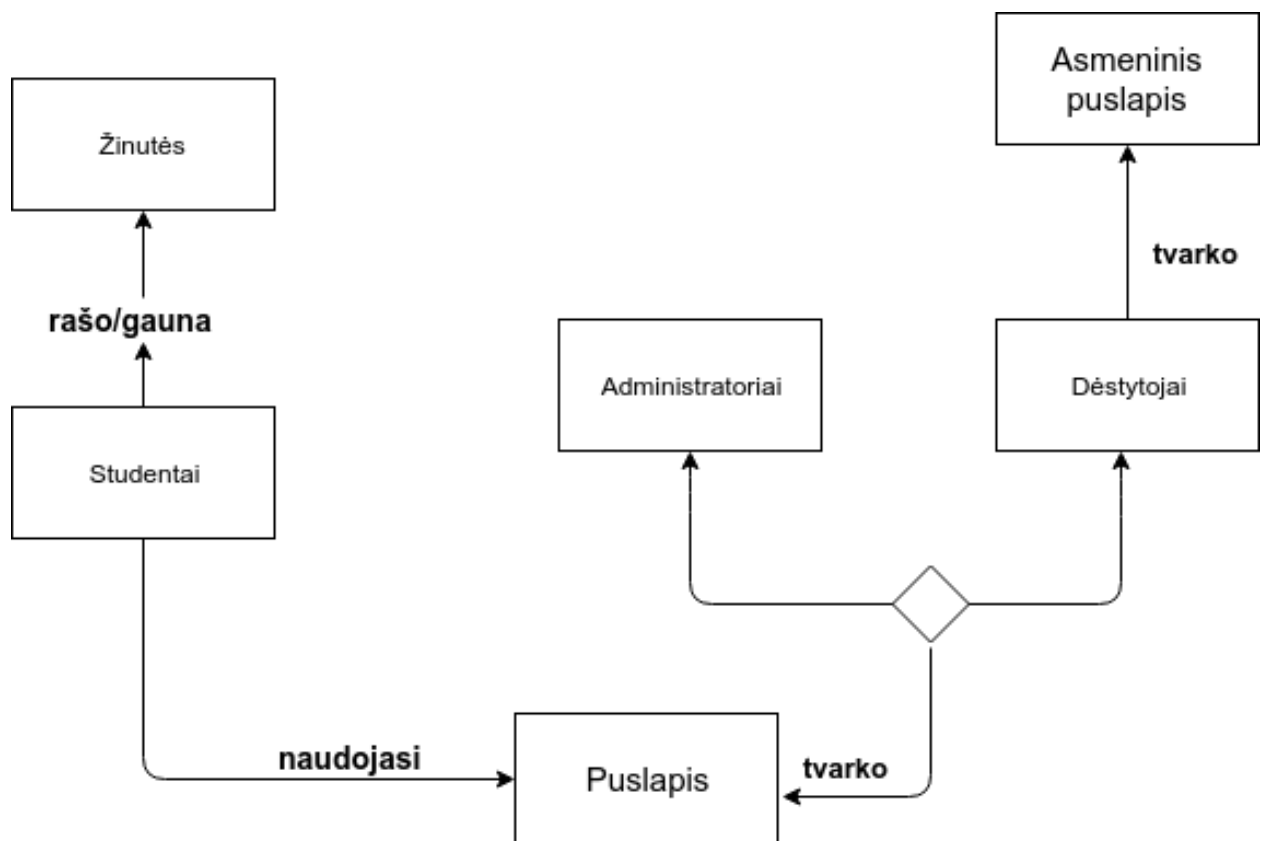 Asmeninis
puslapis
Žinutės
tvarko
rašo/gauna
Administratoriai
Dėstytojai
Studentai
naudojasi
Puslapis
tvarko